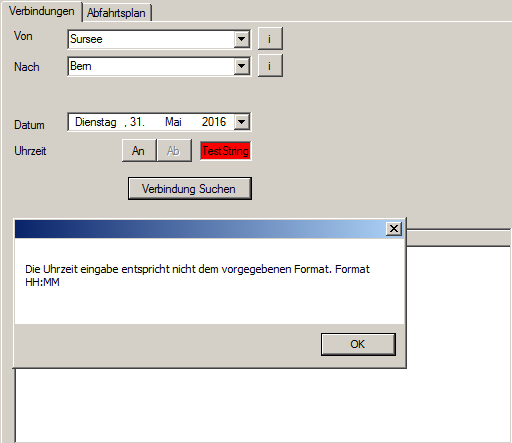 Verbindungen Abfahrtsplan
Von Sursee i
Nach Bern i
Datum Dienstag , 31. Mai 2016
Uhrzeit An Ab TestString
Verbindung Suchen
Die Uhrzeit eingabe entspricht nicht dem vorgegebenen Format. Format
HH:MM
OK